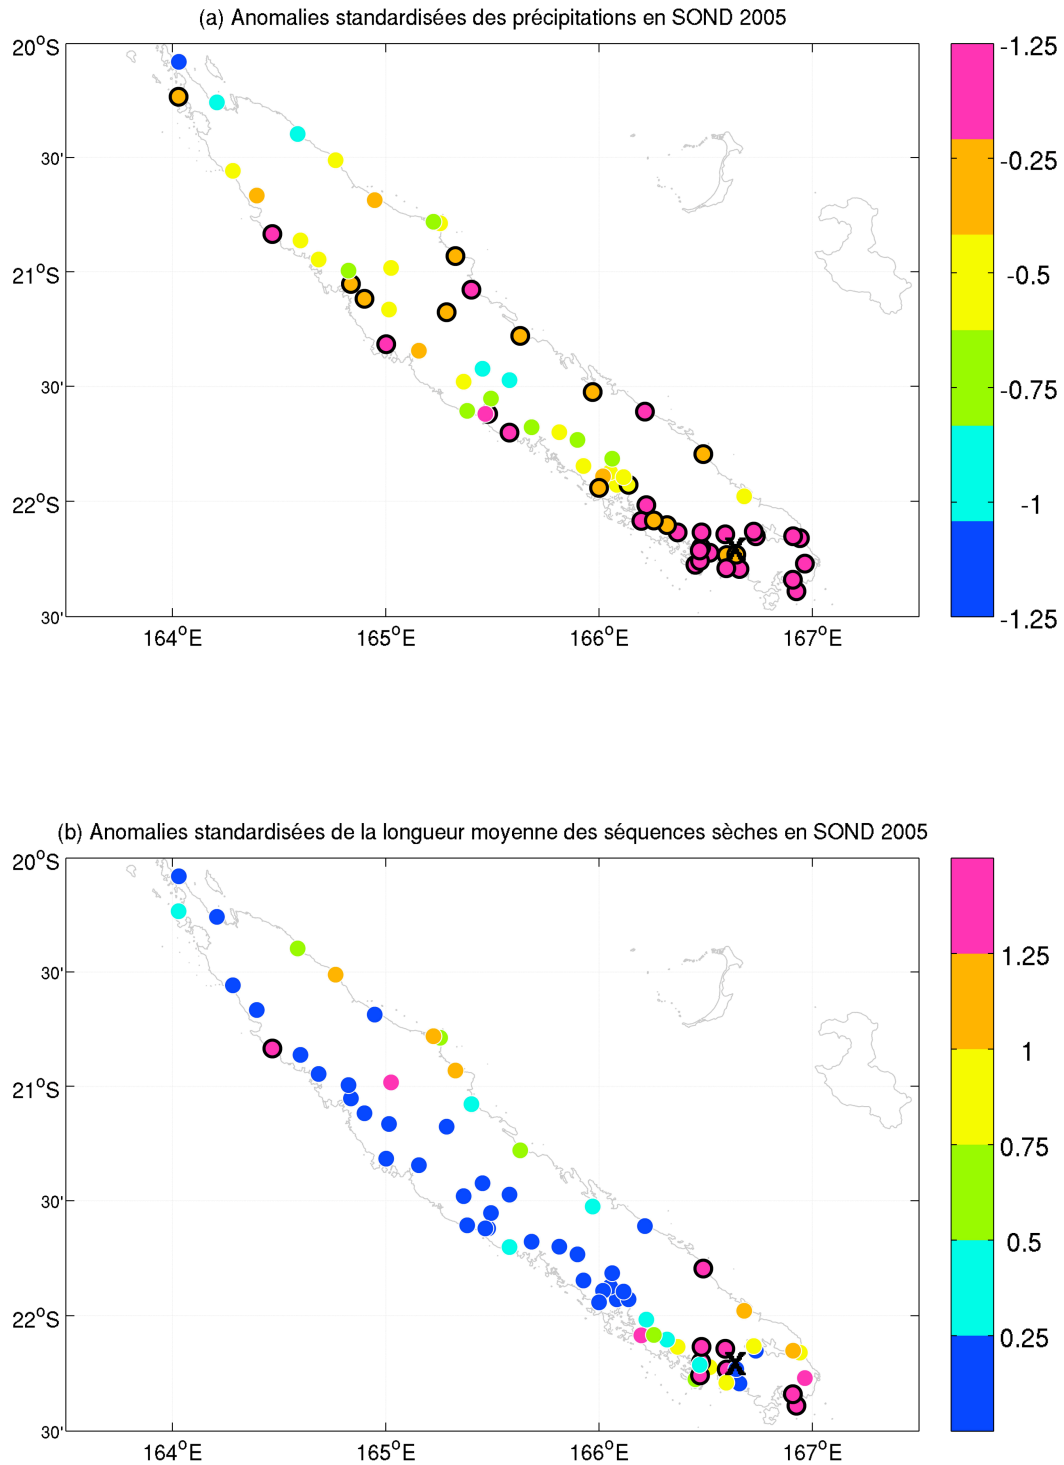 (a) Anomalies standardisées des précipitations en SOND 2005
20°S
30'
21°S
30'
22°S
30'
164°E 165°E 166°E 167°E
X
-1.25
-0.25
-0.5
-0.75
-1
-1.25
(b) Anomalies standardisées de la longueur moyenne des séquences sèches en SOND 2005
20°S
30'
21°S
30'
22°S
30'
164°E 165°E 166°E 167°E
X
1.25
1
0.75
0.5
0.25